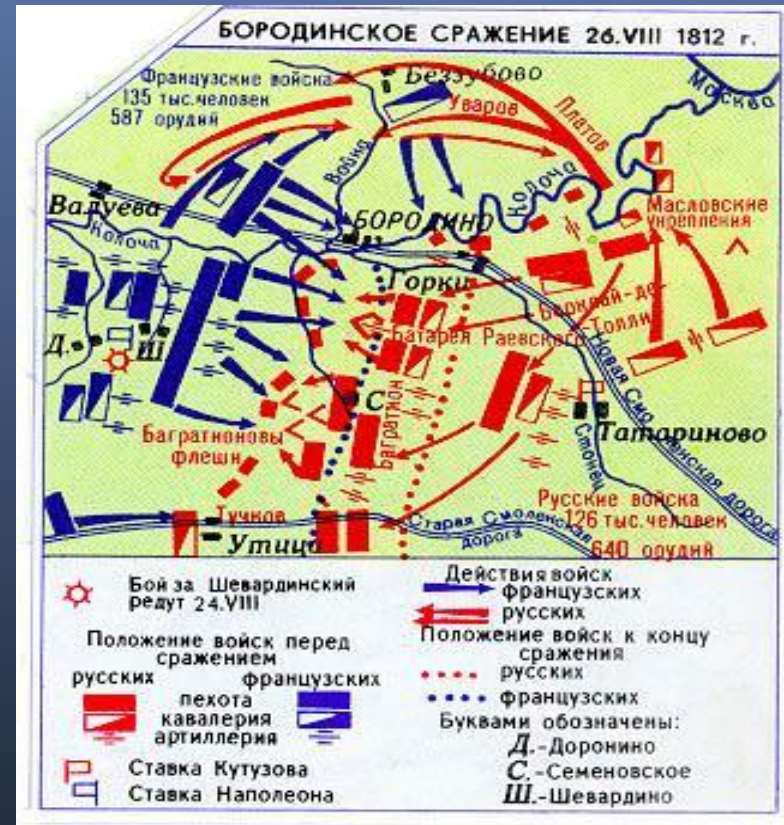 БОРОДИНСКОЕ СРАЖЕНИЕ 26.VIII 1812 г.
Французские войска
135 тыс.человек
587 орудий
Беззубово
Уваров
Платов
Москва
Война
Колоча
Валуева
Колоча
БОРОДИНО
Масловские
укрепления
Горки
Барклай-де-
Толли
Батарея Раевского
Д.
Ш
С
Багратион
Багратионовы
флеши
Новая Смоленская дорога
Татариново
Стонец
Русские войска
126 тыс.человек
640 орудий
Тучков
Утица
Старая Смоленская
дорога
Бой за Шевардинский
редут 24.VIII
Действия войск
французских
русских
Положение войск перед
сражением
русских французских
пехота
кавалерия
артиллерия
Положение войск к концу
сражения
русских
французских
Ставка Кутузова
Ставка Наполеона
Буквами обозначены:
Д.-Доронино
С.-Семеновское
Ш.-Шевардино